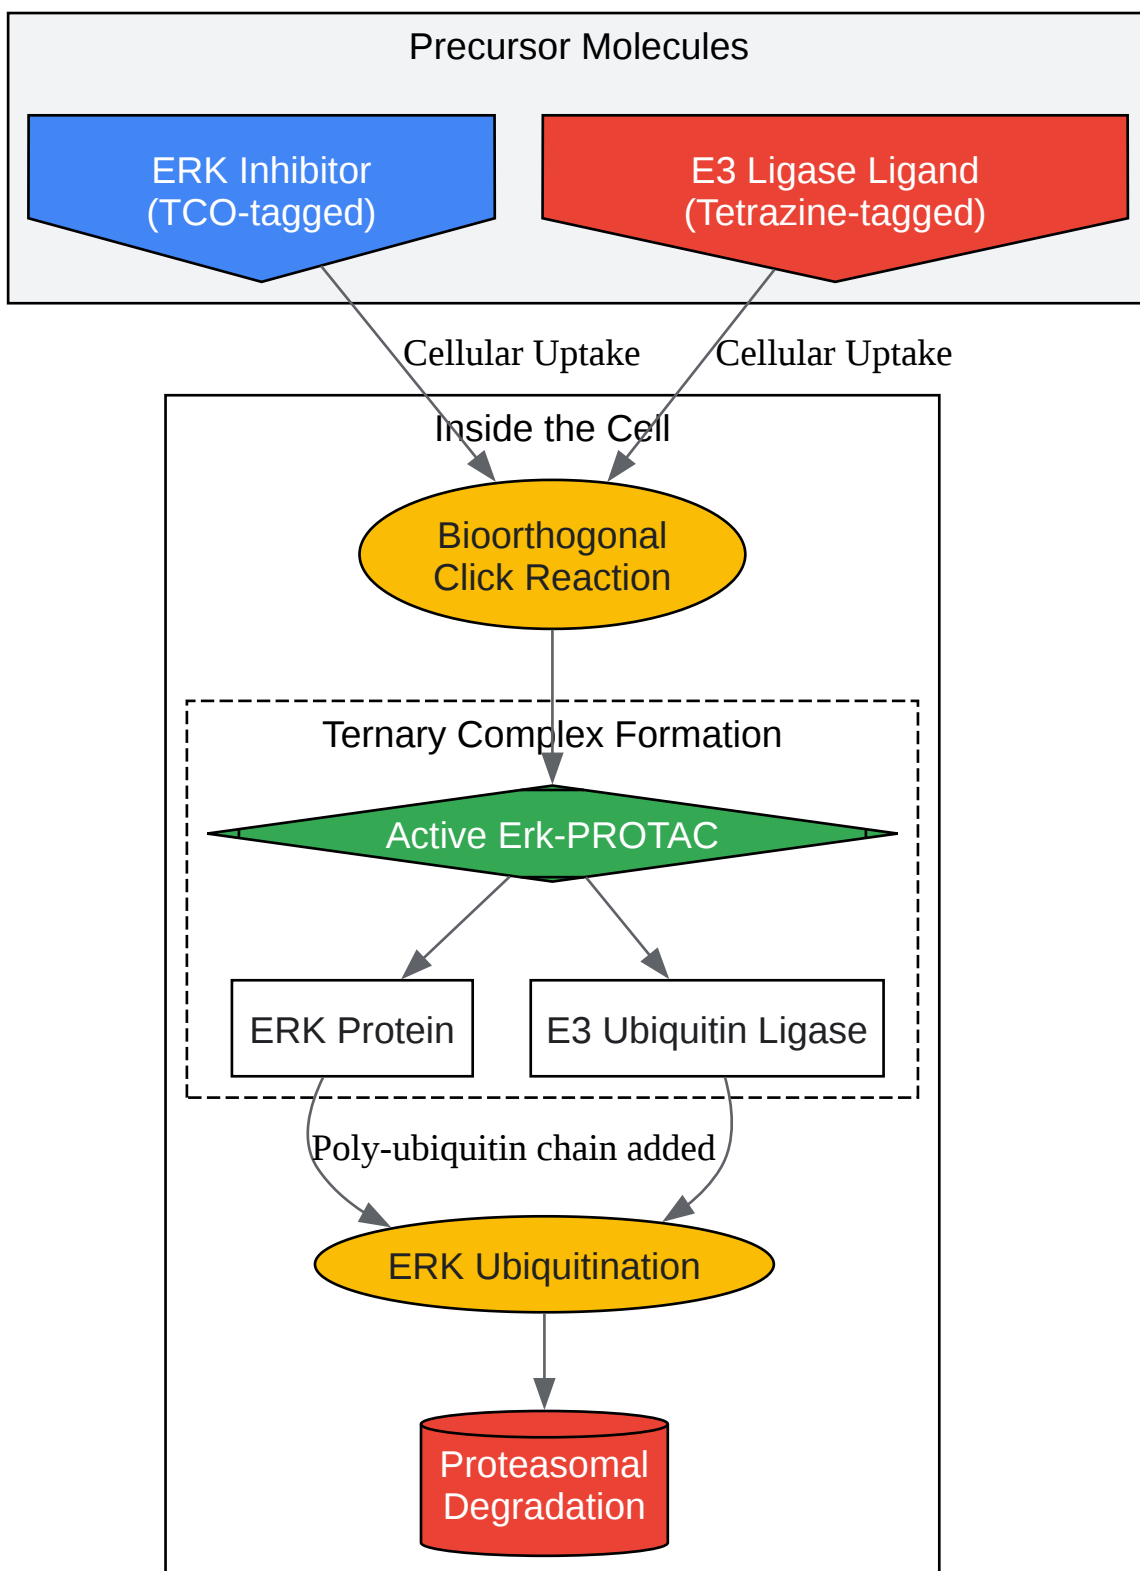 Precursor Molecules
ERK Inhibitor
(TCO-tagged)
E3 Ligase Ligand
(Tetrazine-tagged)
Cellular Uptake
Cellular Uptake
Inside the Cell
Bioorthogonal
Click Reaction
Ternary Complex Formation
Active Erk-PROTAC
ERK Protein
E3 Ubiquitin Ligase
Poly-ubiquitin chain added
ERK Ubiquitination
Proteasomal
Degradation